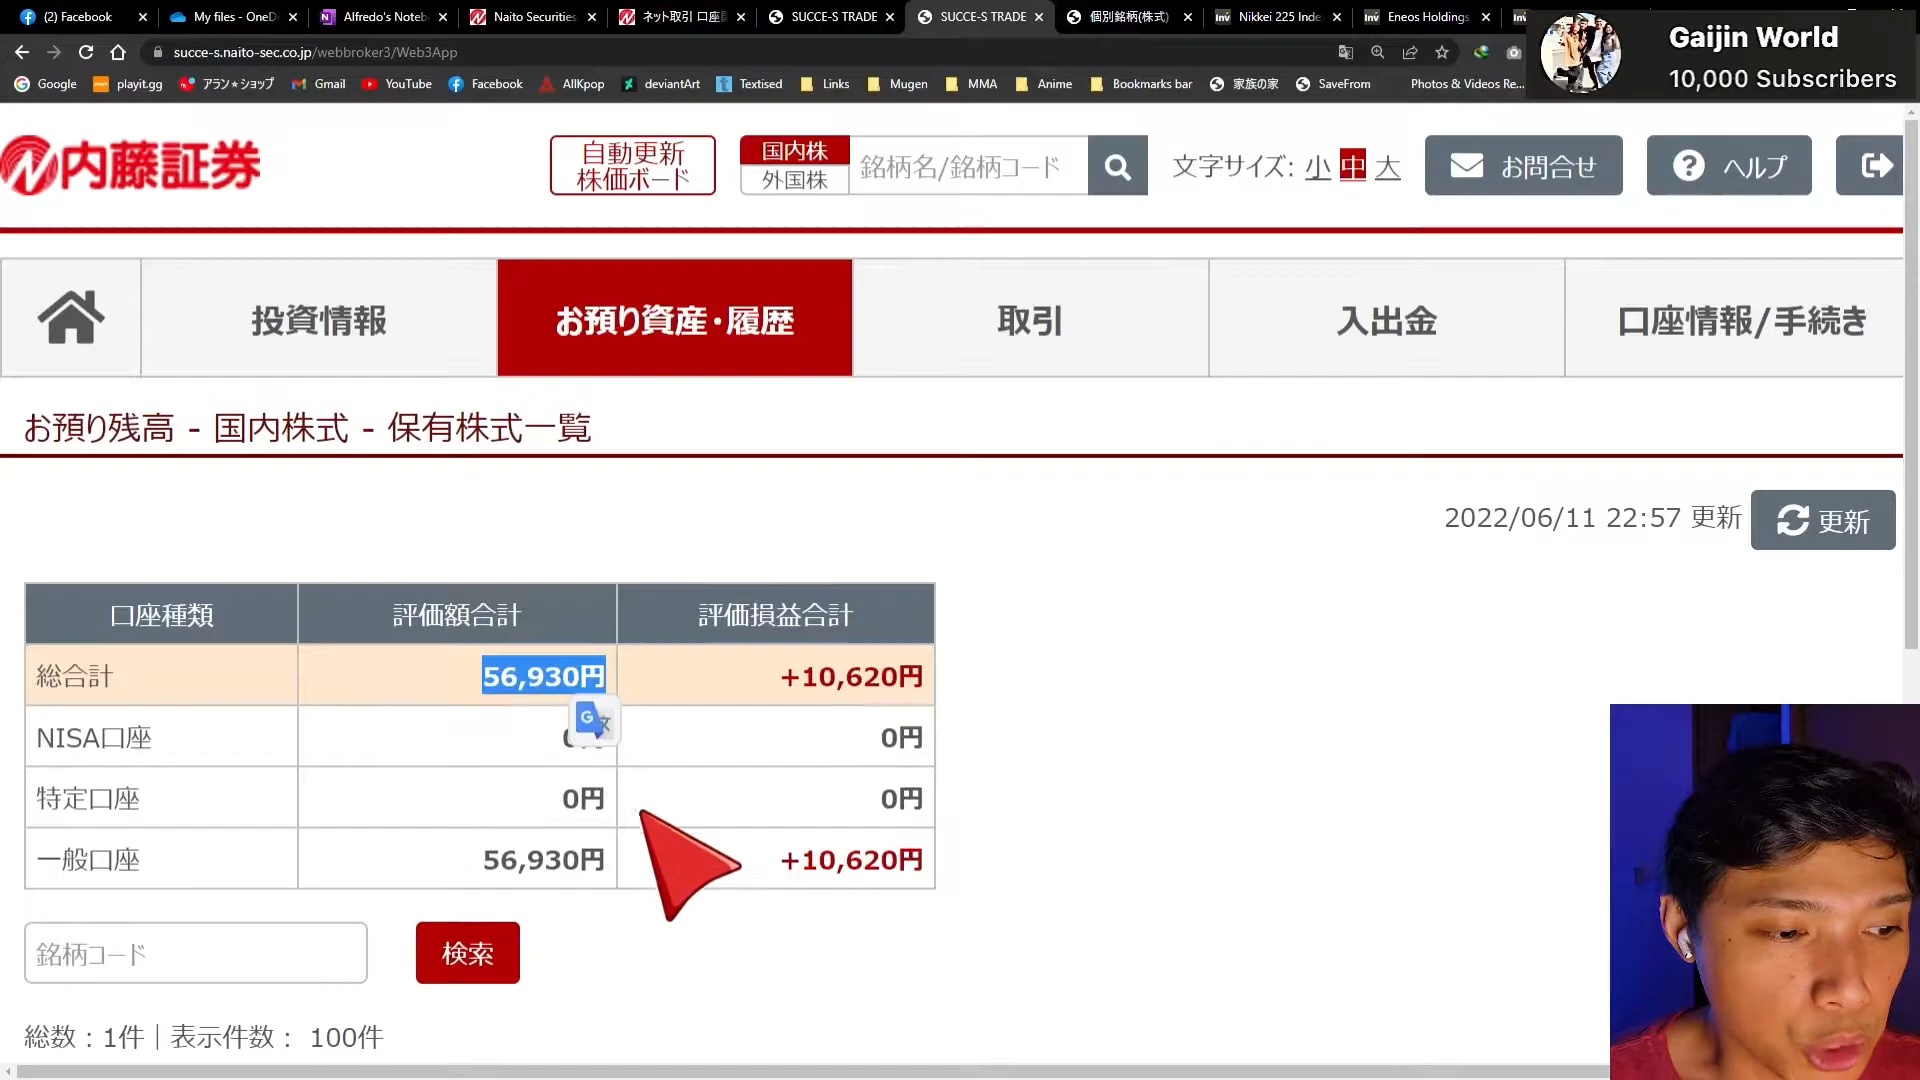 (2) Facebook
My files - OneD
Alfredo's Noteb
Naito Securities
ネット取引 口座
SUCCE-S TRADE
SUCCE-S TRADE
個別銘柄(株式)
Nikkei 225 Inde
Eneos Holdings
succe-s.naito-sec.co.jp/webbroker3/Web3App
Google
playit.gg
アラン★ショップ
Gmail
YouTube
Facebook
AllKpop
deviantArt
Textised
Links
Mugen
MMA
Anime
Bookmarks bar
家族の家
SaveFrom
Photos & Videos Re...
Gaijin World
10,000 Subscribers
内藤証券
自動更新
株価ボード
国内株
外国株
銘柄名/銘柄コード
文字サイズ: 小 中 大
お問合せ
ヘルプ
投資情報
お預り資産・履歴
取引
入出金
口座情報/手続き
お預り残高 - 国内株式 - 保有株式一覧
2022/06/11 22:57 更新
更新
口座種類 評価額合計 評価損益合計
総合計 56,930円 +10,620円
NISA口座 0円
特定口座 0円 0円
一般口座 56,930円 +10,620円
銘柄コード
検索
総数：1件｜表示件数： 100件